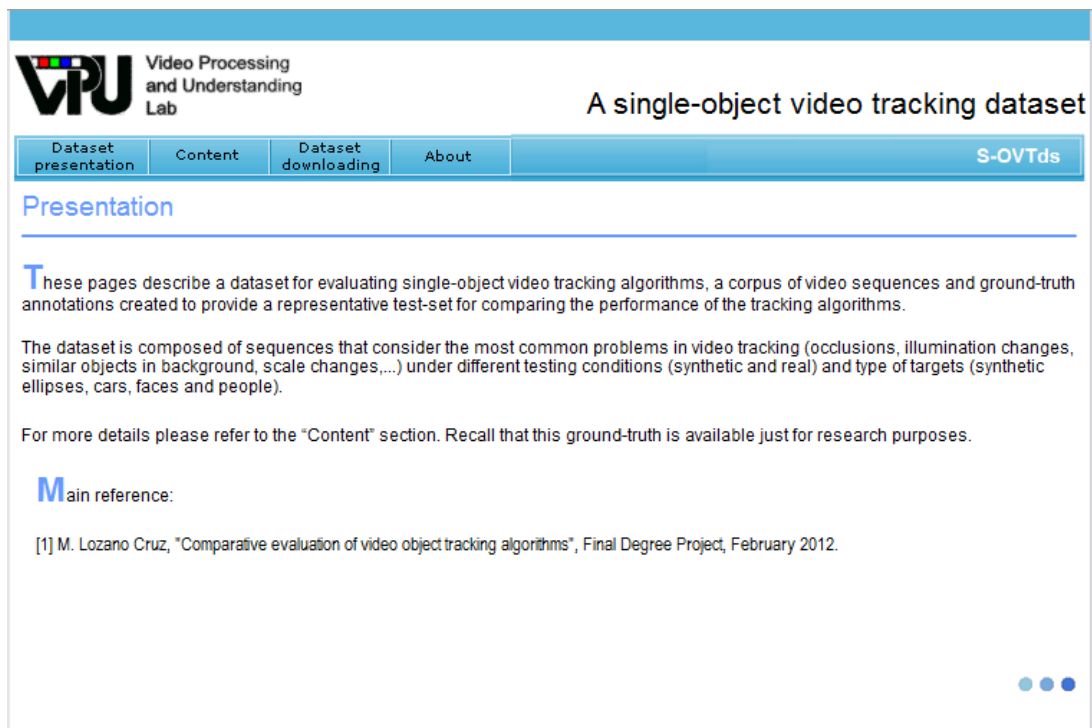 VPU
Video Processing
and Understanding
Lab
A single-object video tracking dataset
Dataset
presentation
Content
Dataset
downloading
About
S-OVTds
Presentation
These pages describe a dataset for evaluating single-object video tracking algorithms, a corpus of video sequences and ground-truth
annotations created to provide a representative test-set for comparing the performance of the tracking algorithms.
The dataset is composed of sequences that consider the most common problems in video tracking (occlusions, illumination changes,
similar objects in background, scale changes,...) under different testing conditions (synthetic and real) and type of targets (synthetic
ellipses, cars, faces and people).
For more details please refer to the “Content” section. Recall that this ground-truth is available just for research purposes.
Main reference:
[1] M. Lozano Cruz, "Comparative evaluation of video object tracking algorithms", Final Degree Project, February 2012.